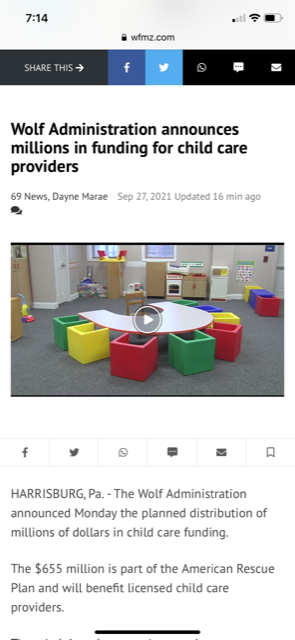 7:14
wfmz.com
SHARE THIS →
Wolf Administration announces
millions in funding for child care
providers
69 News, Dayne Marae Sep 27, 2021 Updated 16 min ago
HARRISBURG, Pa. - The Wolf Administration
announced Monday the planned distribution of
millions of dollars in child care funding.
The $655 million is part of the American Rescue
Plan and will benefit licensed child care
providers.